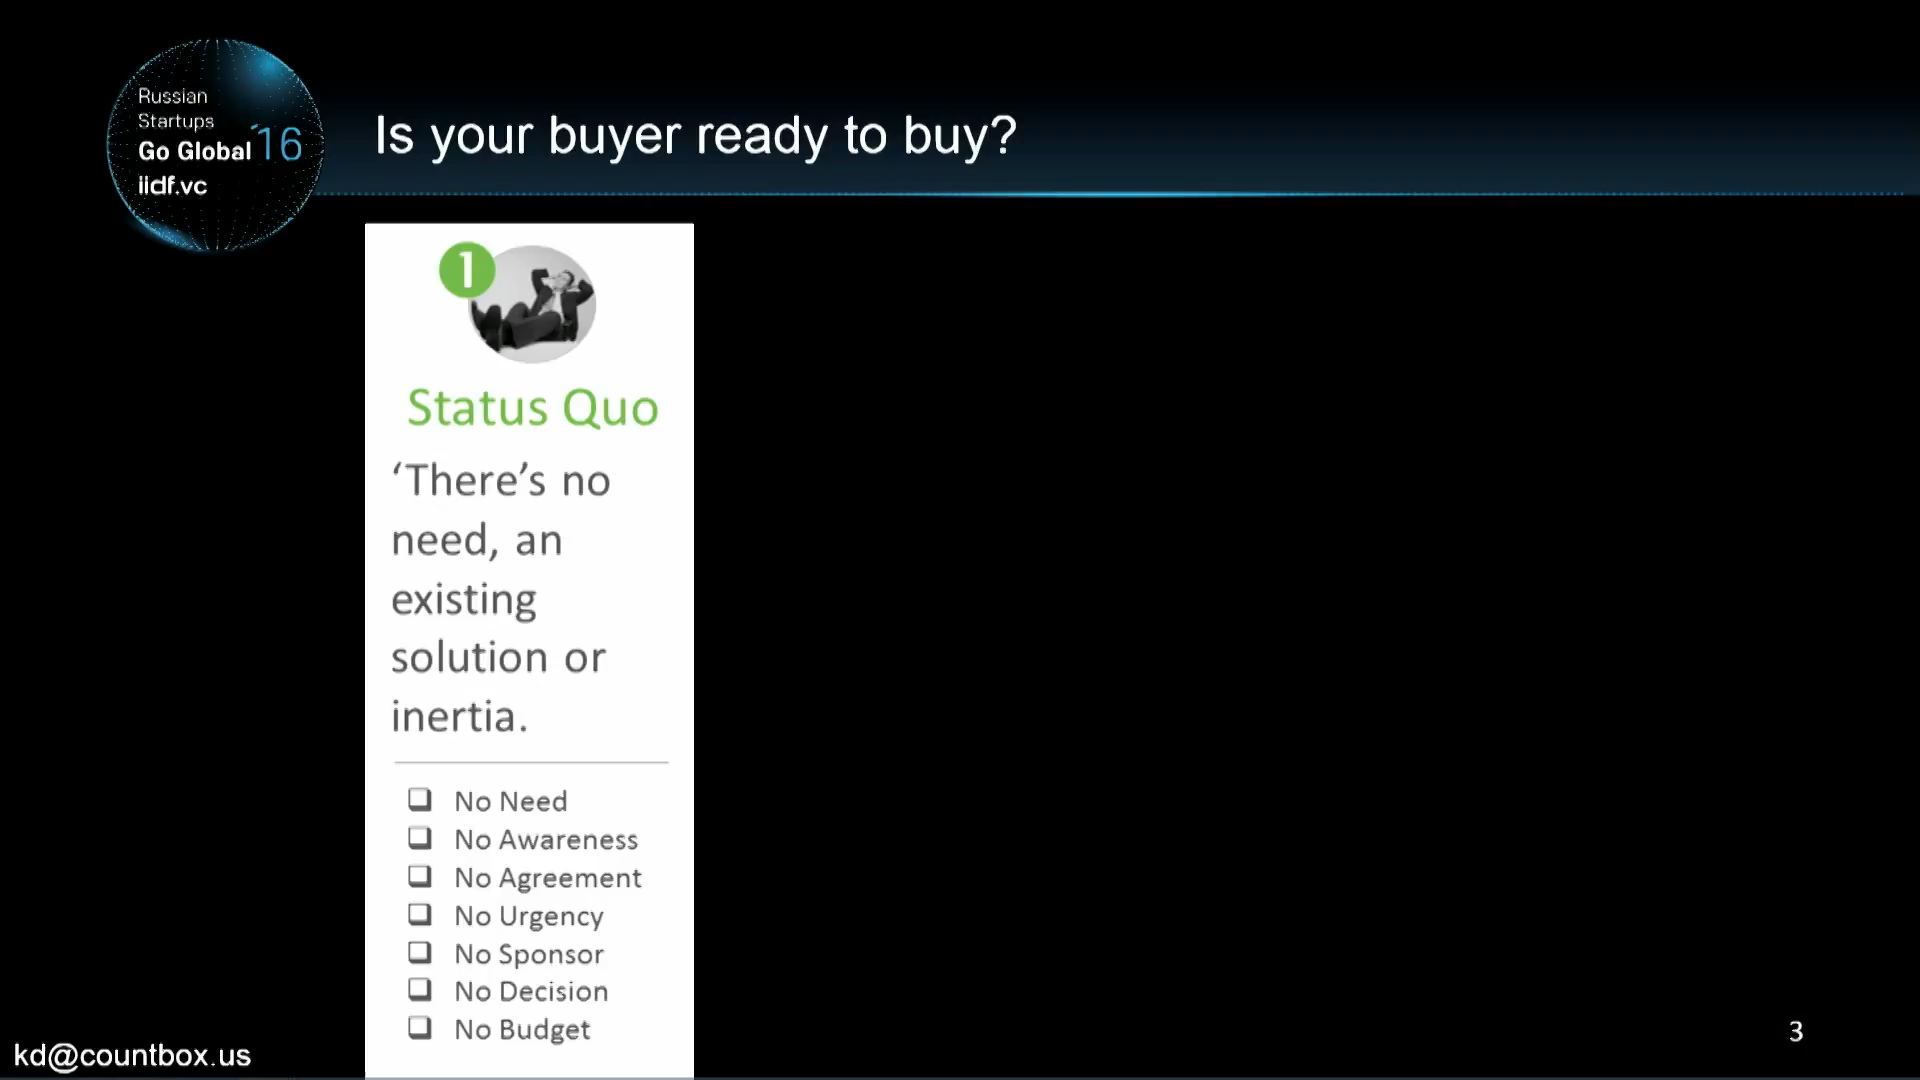 Russian
Startups
Go Global '16
iidf.vc
Is your buyer ready to buy?
1
Status Quo
‘There’s no
need, an
existing
solution or
inertia.
No Need
No Awareness
No Agreement
No Urgency
No Sponsor
No Decision
No Budget
kd@countbox.us
3